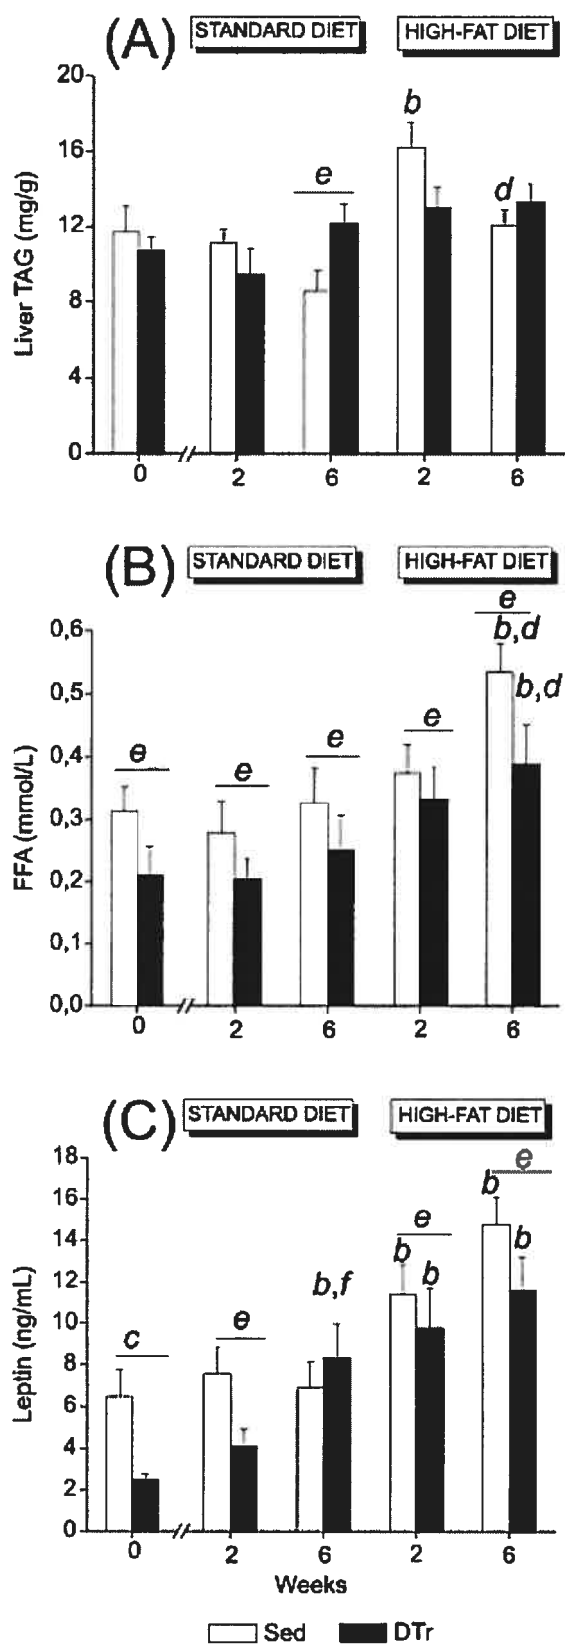 (A) STANDARD DIET HIGH-FAT DIET
20
16
12
8
4
0
Liver TAG (mg/g)
e
b
d
0 2 6 2 6
(B) STANDARD DIET HIGH-FAT DIET
0,6
0,5
0,4
0,3
0,2
0,1
0,0
FFA (mmol/L)
e
e
e
e
e
b,d
b,d
0 2 6 2 6
(C) STANDARD DIET HIGH-FAT DIET
18
16
14
12
10
8
6
4
2
0
Leptin (ng/mL)
c
e
b,f
e
b
b
e
b
b
0 2 6 2 6
Weeks
Sed DTr